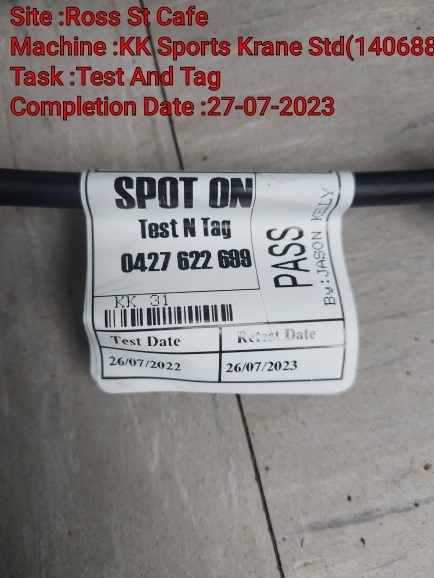 Site :Ross St Cafe
Machine :KK Sports Krane Std(140688
Task :Test And Tag
Completion Date :27-07-2023
SPOT ON
Test N Tag
0427 622 699
PASS
By:JASON KELY
KK 31
Test Date
Retest Date
26/07/2022
26/07/2023